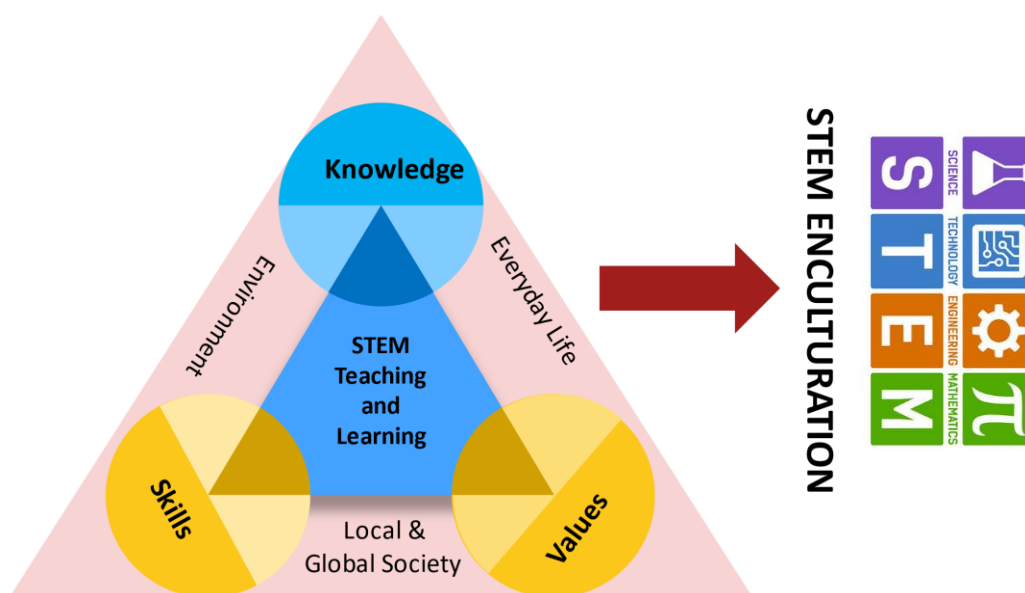 Knowledge
Environment
Everyday Life
STEM
Teaching
and
Learning
Skills
Values
Local &
Global Society
STEM ENCULTURATION
S
SCIENCE
T
TECHNOLOGY
E
ENGINEERING
M
MATHEMATICS
π